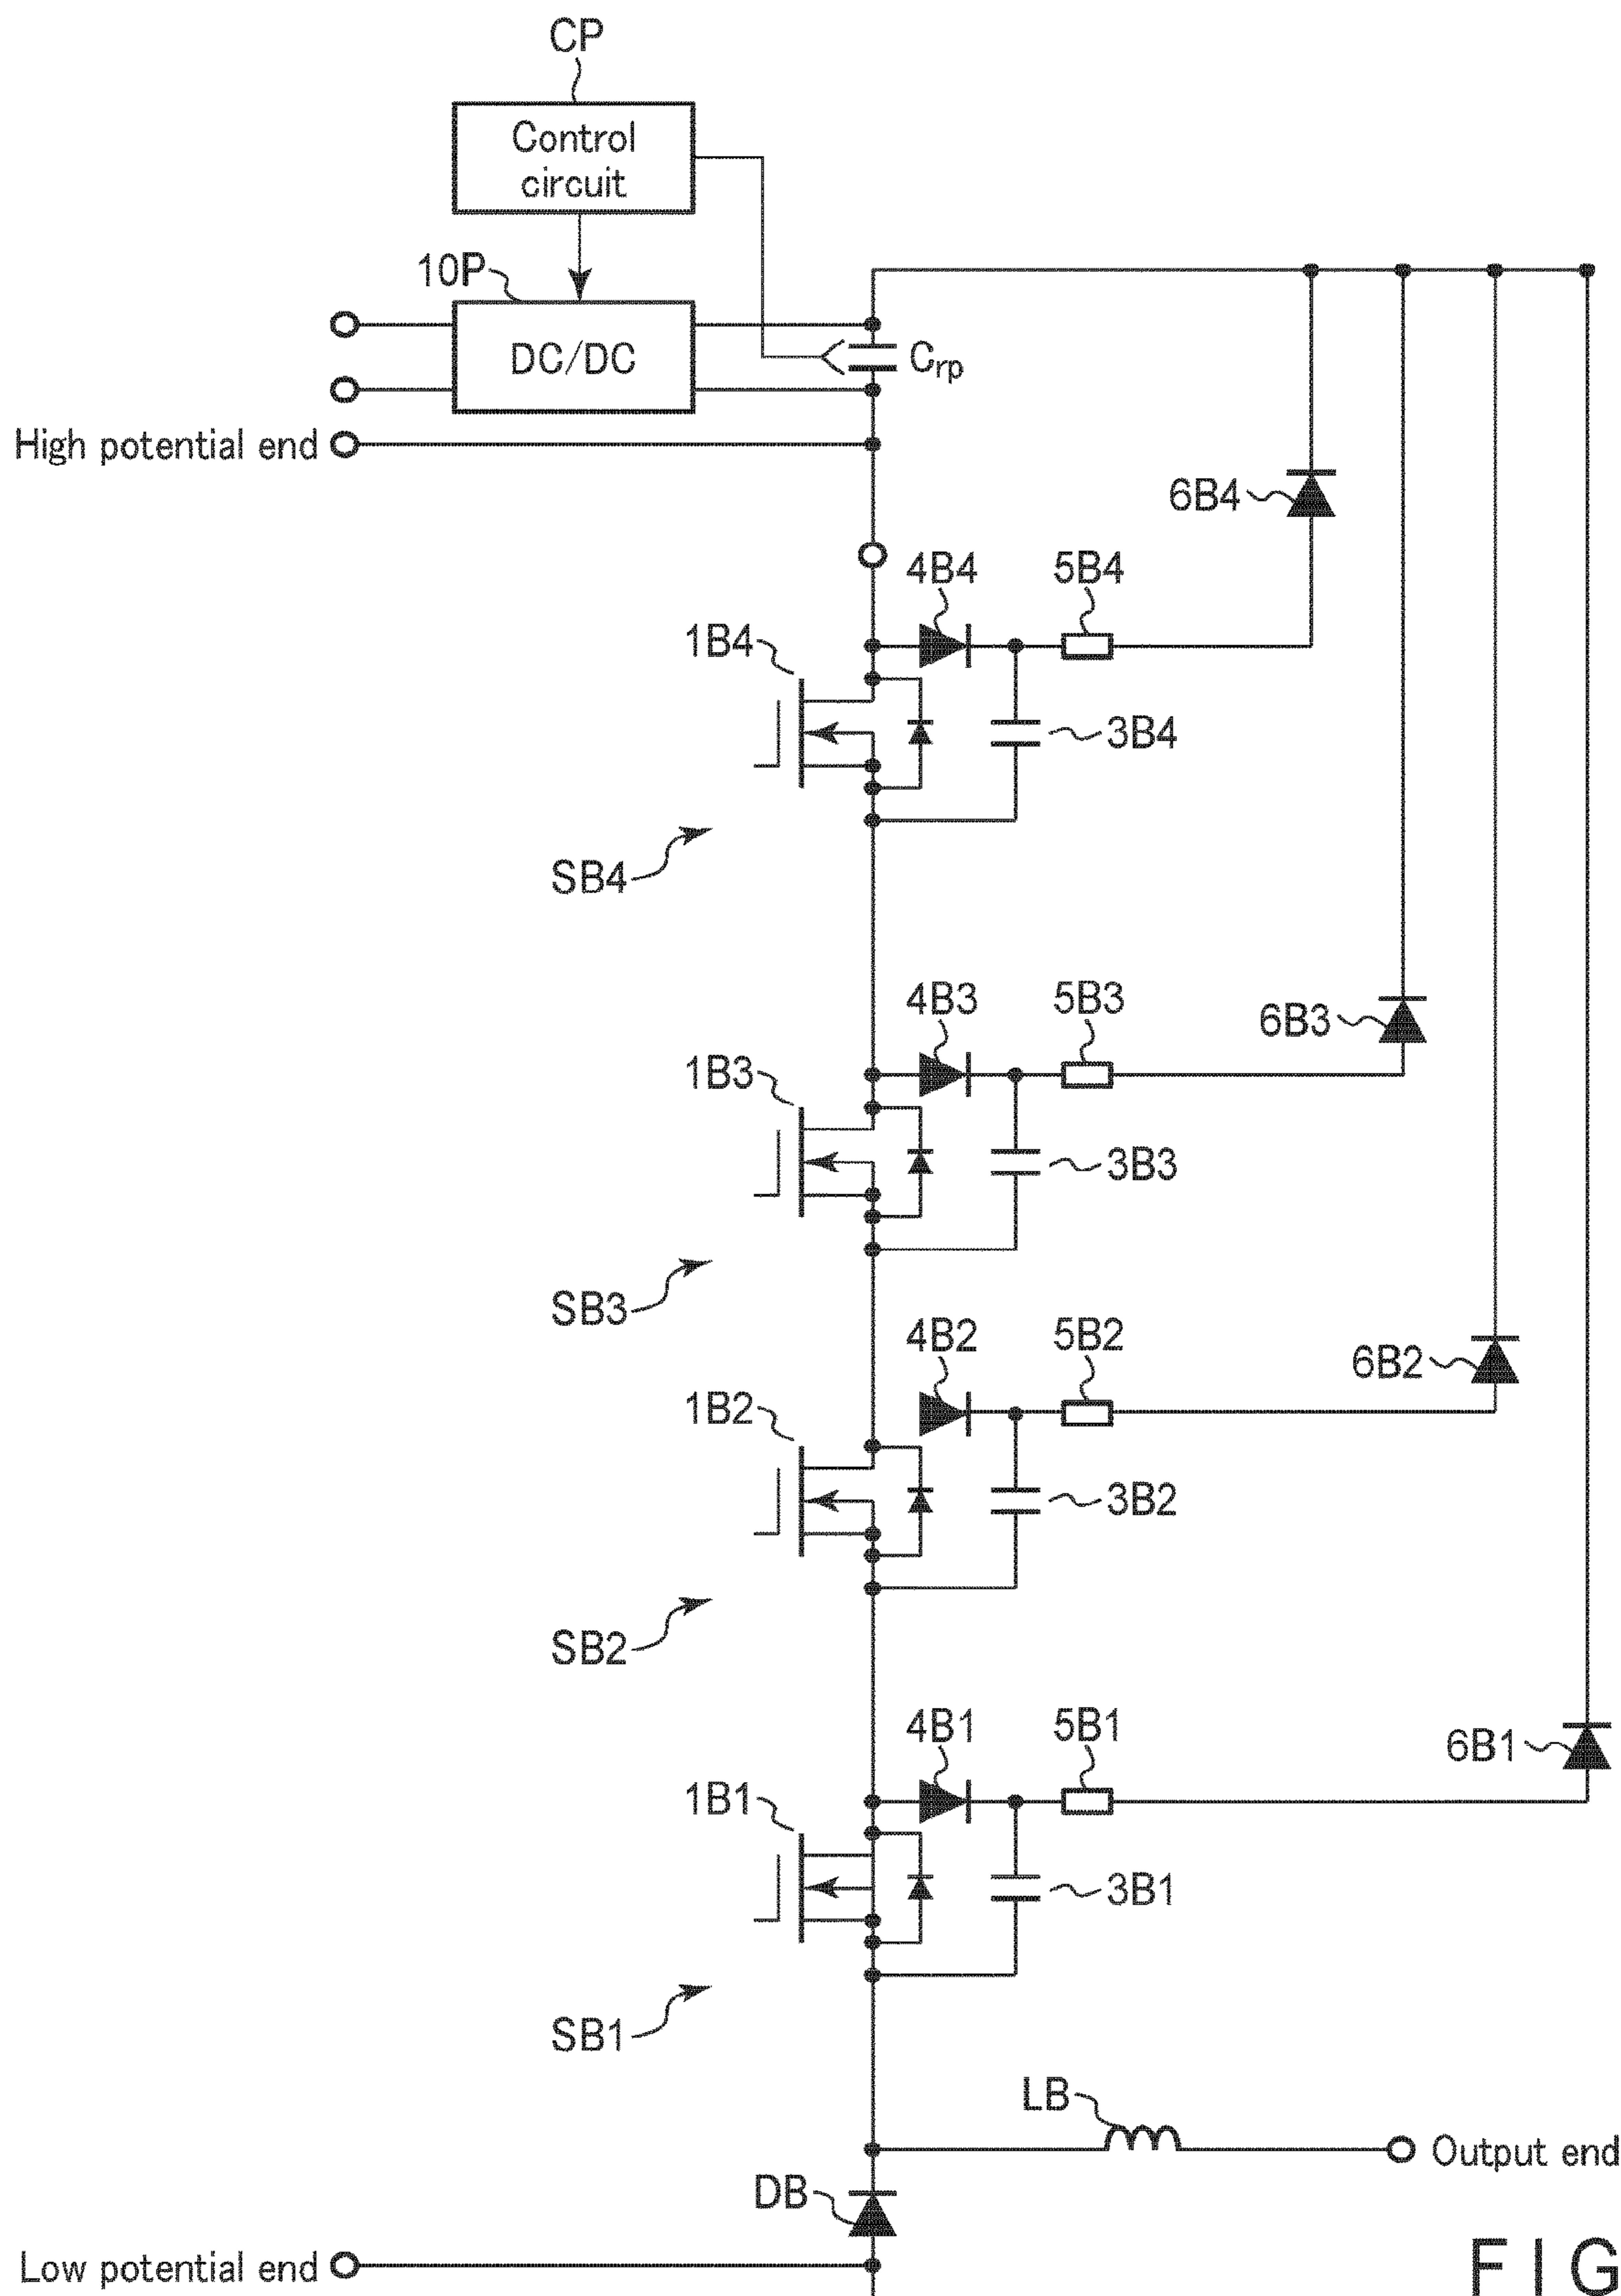 CP
Control
circuit
10P
DC/DC
Crp
High potential end
6B4
4B4
5B4
1B4
3B4
SB4
4B3
5B3
6B3
1B3
3B3
SB3
4B2
5B2
6B2
1B2
3B2
SB2
4B1
5B1
6B1
1B1
3B1
SB1
LB
Output end
DB
Low potential end
FIG